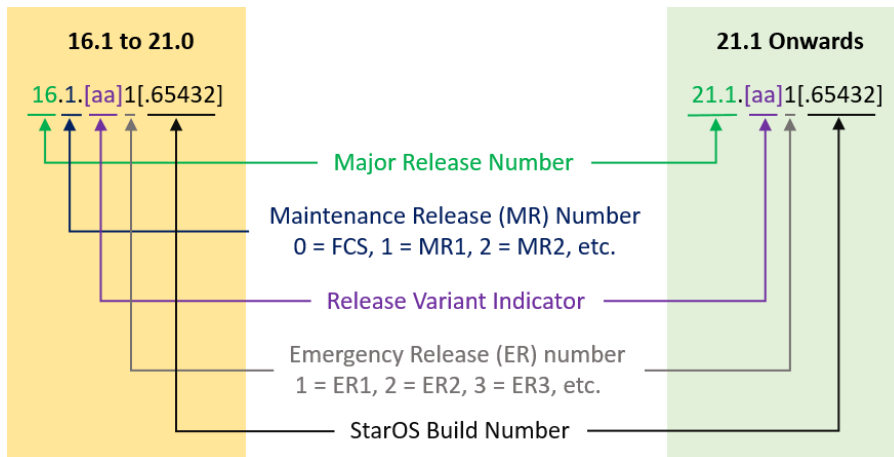 16.1 to 21.0
21.1 Onwards
16.1.[aa]1[.65432]
21.1.[aa]1[.65432]
Major Release Number
Maintenance Release (MR) Number
0 = FCS, 1 = MR1, 2 = MR2, etc.
Release Variant Indicator
Emergency Release (ER) number
1 = ER1, 2 = ER2, 3 = ER3, etc.
StarOS Build Number